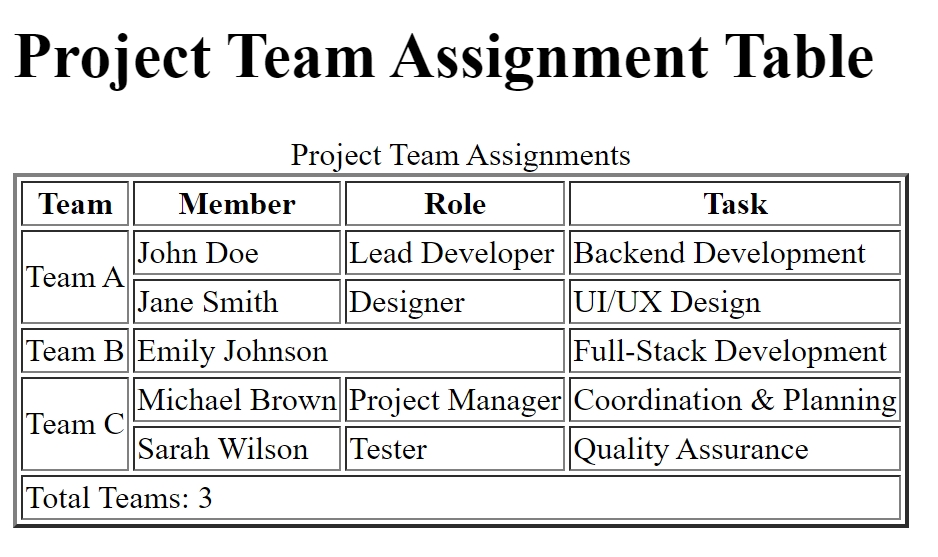 Project Team Assignment Table
Project Team Assignments
Team Member Role Task
Team A John Doe Lead Developer Backend Development
Jane Smith Designer UI/UX Design
Team B Emily Johnson Full-Stack Development
Team C Michael Brown Project Manager Coordination & Planning
Sarah Wilson Tester Quality Assurance
Total Teams: 3